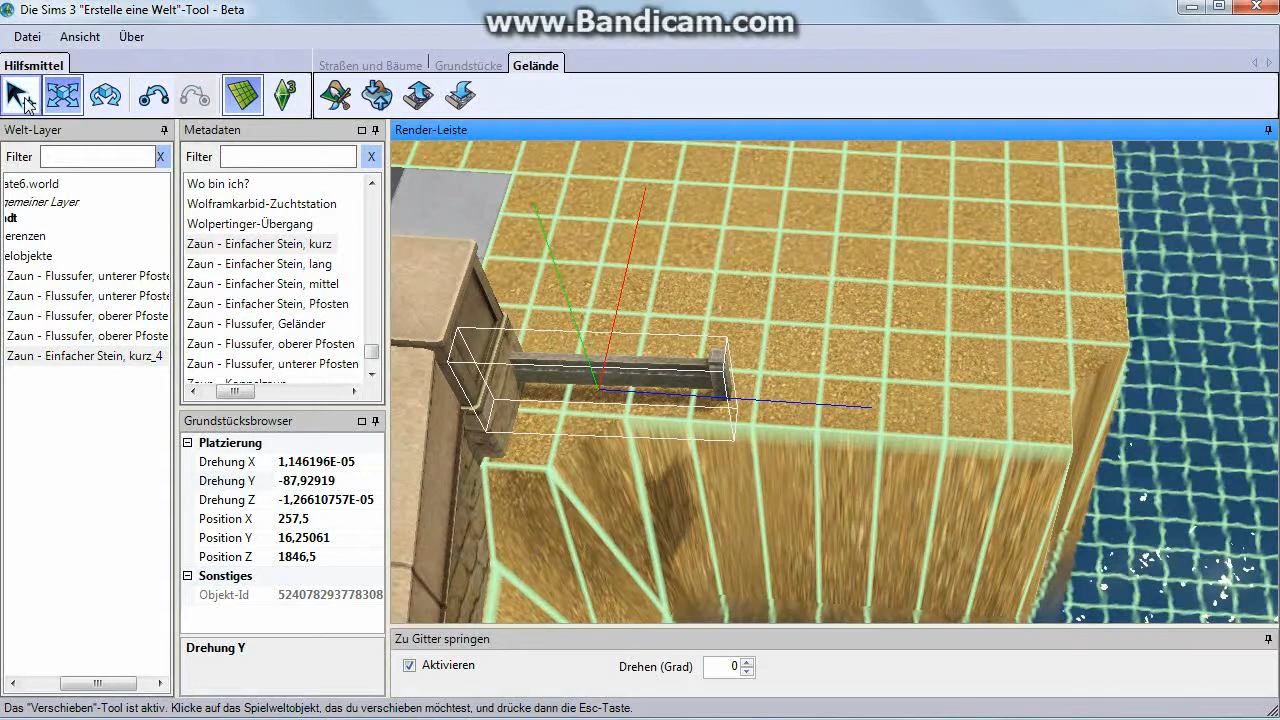 Die Sims 3 "Erstelle eine Welt"-Tool - Beta
www.Bandicam.com
Datei Ansicht Über
Hilfsmittel Straßen und Bäume Grundstücke Gelände
Welt-Layer
Filter X
ate6.world
gemeiner Layer
dt
erenzen
elobjekte
Zaun - Flussufer, unterer Pfoste
Zaun - Flussufer, unterer Pfoste
Zaun - Flussufer, oberer Pfoste
Zaun - Flussufer, oberer Pfoste
Zaun - Einfacher Stein, kurz_4
Metadaten
Filter X
Wo bin ich?
Wolframkarbid-Zuchtstation
Wolpertinger-Übergang
Zaun - Einfacher Stein, kurz
Zaun - Einfacher Stein, lang
Zaun - Einfacher Stein, mittel
Zaun - Einfacher Stein, Pfosten
Zaun - Flussufer, Geländer
Zaun - Flussufer, oberer Pfosten
Zaun - Flussufer, unterer Pfosten
Grundstücksbrowser
Platzierung
Drehung X 1,146196E-05
Drehung Y -87,92919
Drehung Z -1,26610757E-05
Position X 257,5
Position Y 16,25061
Position Z 1846,5
Sonstiges
Objekt-Id 524078293778308
Drehung Y
Render-Leiste
Zu Gitter springen
Aktivieren Drehen (Grad) 0
Das "Verschieben"-Tool ist aktiv. Klicke auf das Spielweltobjekt, das du verschieben möchtest, und drücke dann die Esc-Taste.